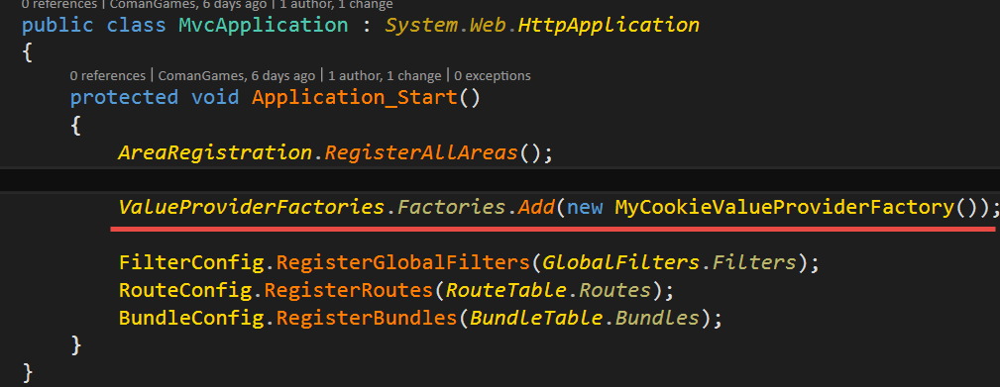 0 references | ComanGames, 6 days ago | 1 author, 1 change
public class MvcApplication : System.Web.HttpApplication
{
0 references | ComanGames, 6 days ago | 1 author, 1 change | 0 exceptions
protected void Application_Start()
{
AreaRegistration.RegisterAllAreas();
ValueProviderFactories.Factories.Add(new MyCookieValueProviderFactory());
FilterConfig.RegisterGlobalFilters(GlobalFilters.Filters);
RouteConfig.RegisterRoutes(RouteTable.Routes);
BundleConfig.RegisterBundles(BundleTable.Bundles);
}
}